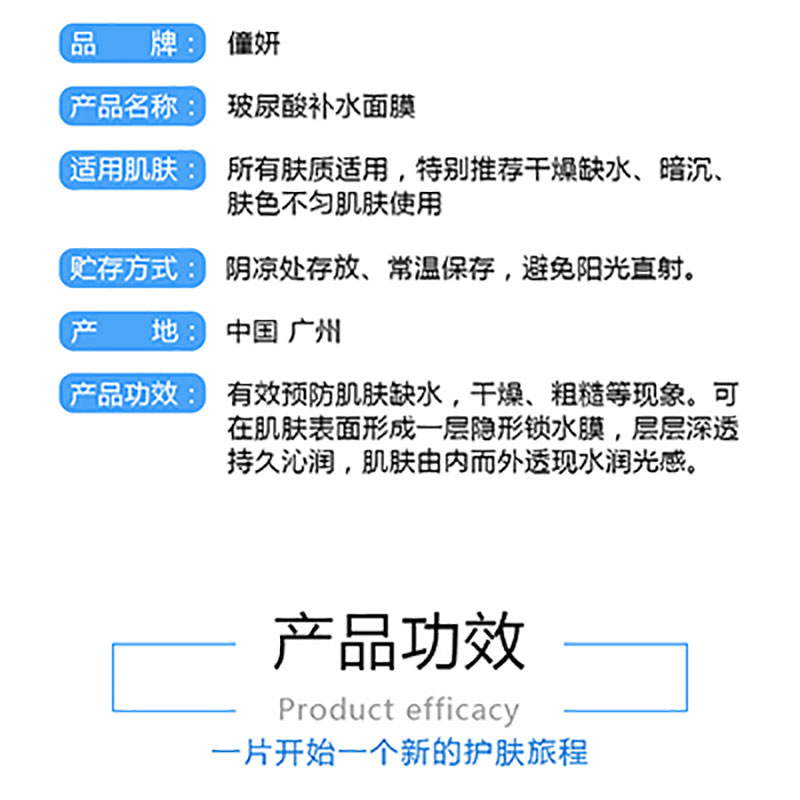 品 牌： 僮妍
产品名称： 玻尿酸补水面膜
适用肌肤： 所有肤质适用，特别推荐干燥缺水、暗沉、
肤色不匀肌肤使用
贮存方式： 阴凉处存放、常温保存，避免阳光直射。
产 地： 中国 广州
产品功效： 有效预防肌肤缺水，干燥、粗糙等现象。可
在肌肤表面形成一层隐形锁水膜，层层深透
持久沁润，肌肤由内而外透现水润光感。
产品功效
Product efficacy
一片开始一个新的护肤旅程